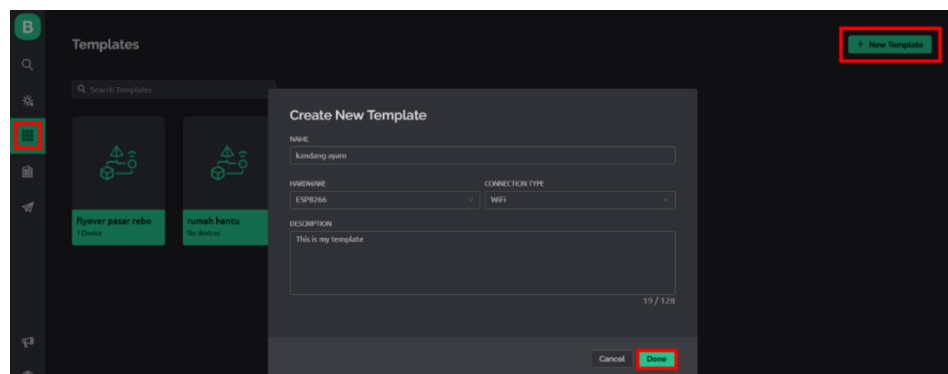 B
Templates
+ New Template
Search Templates
Create New Template
NAME
kandang ayam
HARDWARE
CONNECTION TYPE
ESP8266
WiFi
DESCRIPTION
This is my template
19 / 128
flyover pasar rebo
1 Device
rumah hantu
No devices
Cancel
Done